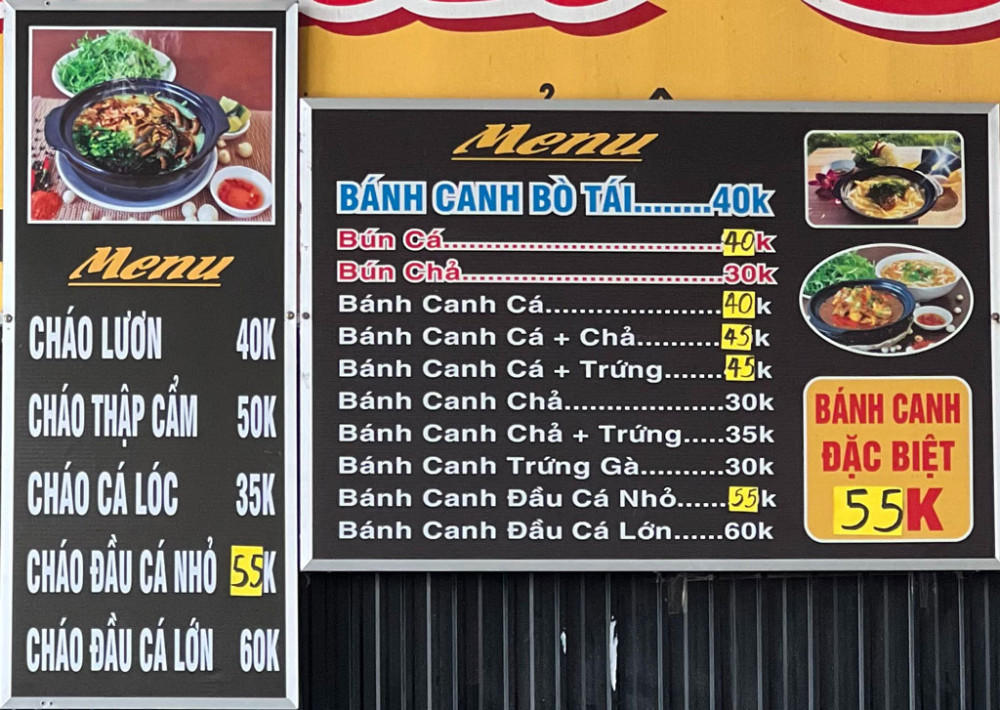 Menu
CHÁO LƯƠN 40K
CHÁO THẬP CẨM 50K
CHÁO CÁ LÓC 35K
CHÁO ĐẦU CÁ NHỎ 55K
CHÁO ĐẦU CÁ LỚN 60K
Menu
BÁNH CANH BÒ TÁI........40k
Bún Cá......................................40k
Bún Chả...................................30k
Bánh Canh Cá.......................40k
Bánh Canh Cá + Chả...........45k
Bánh Canh Cá + Trứng.......45k
Bánh Canh Chả....................30k
Bánh Canh Chả + Trứng.....35k
Bánh Canh Trứng Gà...........30k
Bánh Canh Đầu Cá Nhỏ......55k
Bánh Canh Đầu Cá Lớn......60k
BÁNH CANH
ĐẶC BIỆT
55K